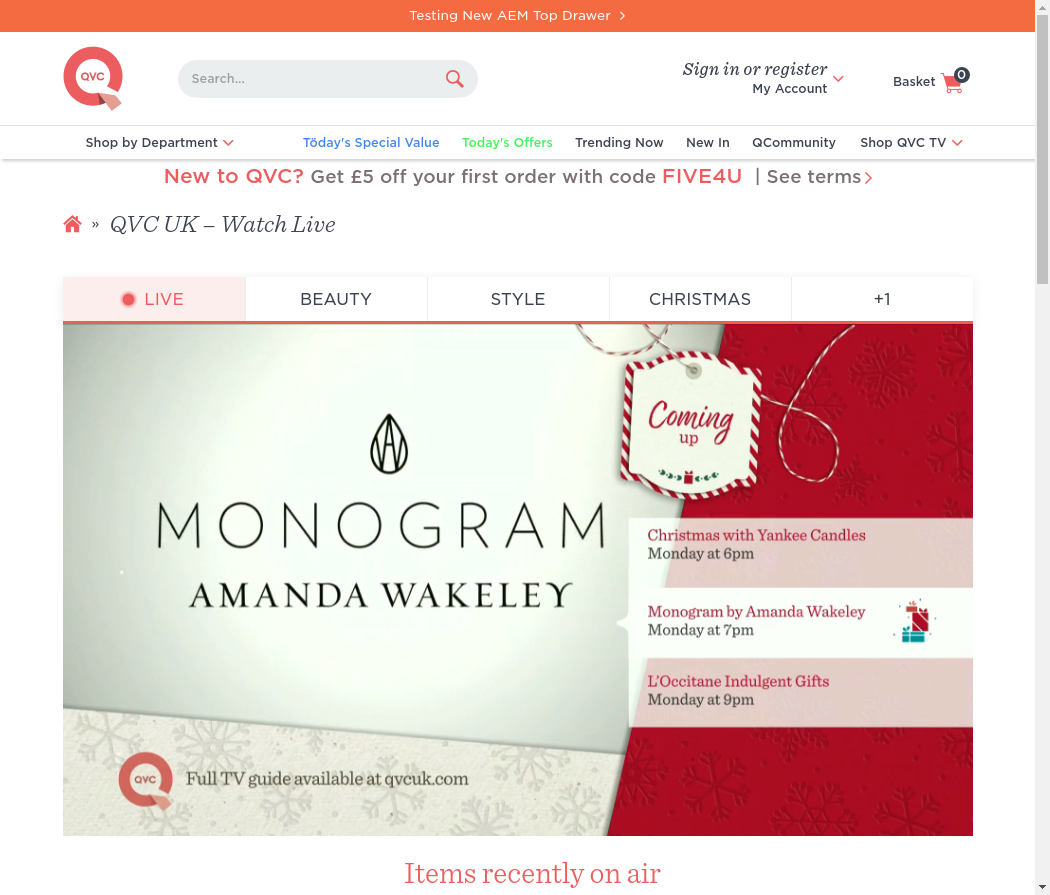 Testing New AEM Top Drawer
QVC
Search...
Sign in or register
My Account
Basket
0
Shop by Department
Töday's Special Value
Today's Offers
Trending Now
New In
QCommunity
Shop QVC TV
New to QVC? Get £5 off your first order with code FIVE4U | See terms
» QVC UK – Watch Live
LIVE
BEAUTY
STYLE
CHRISTMAS
+1
Coming
up
MONOGRAM
AMANDA WAKELEY
Christmas with Yankee Candles
Monday at 6pm
Monogram by Amanda Wakeley
Monday at 7pm
L'Occitane Indulgent Gifts
Monday at 9pm
QVC
Full TV guide available at qvcuk.com
Items recently on air